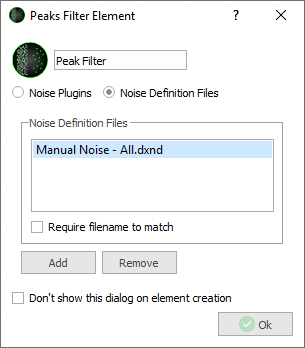 Peaks Filter Element
?
Peak Filter
Noise Plugins
Noise Definition Files
Noise Definition Files
Manual Noise - All.dxnd
Require filename to match
Add
Remove
Don't show this dialog on element creation
Ok